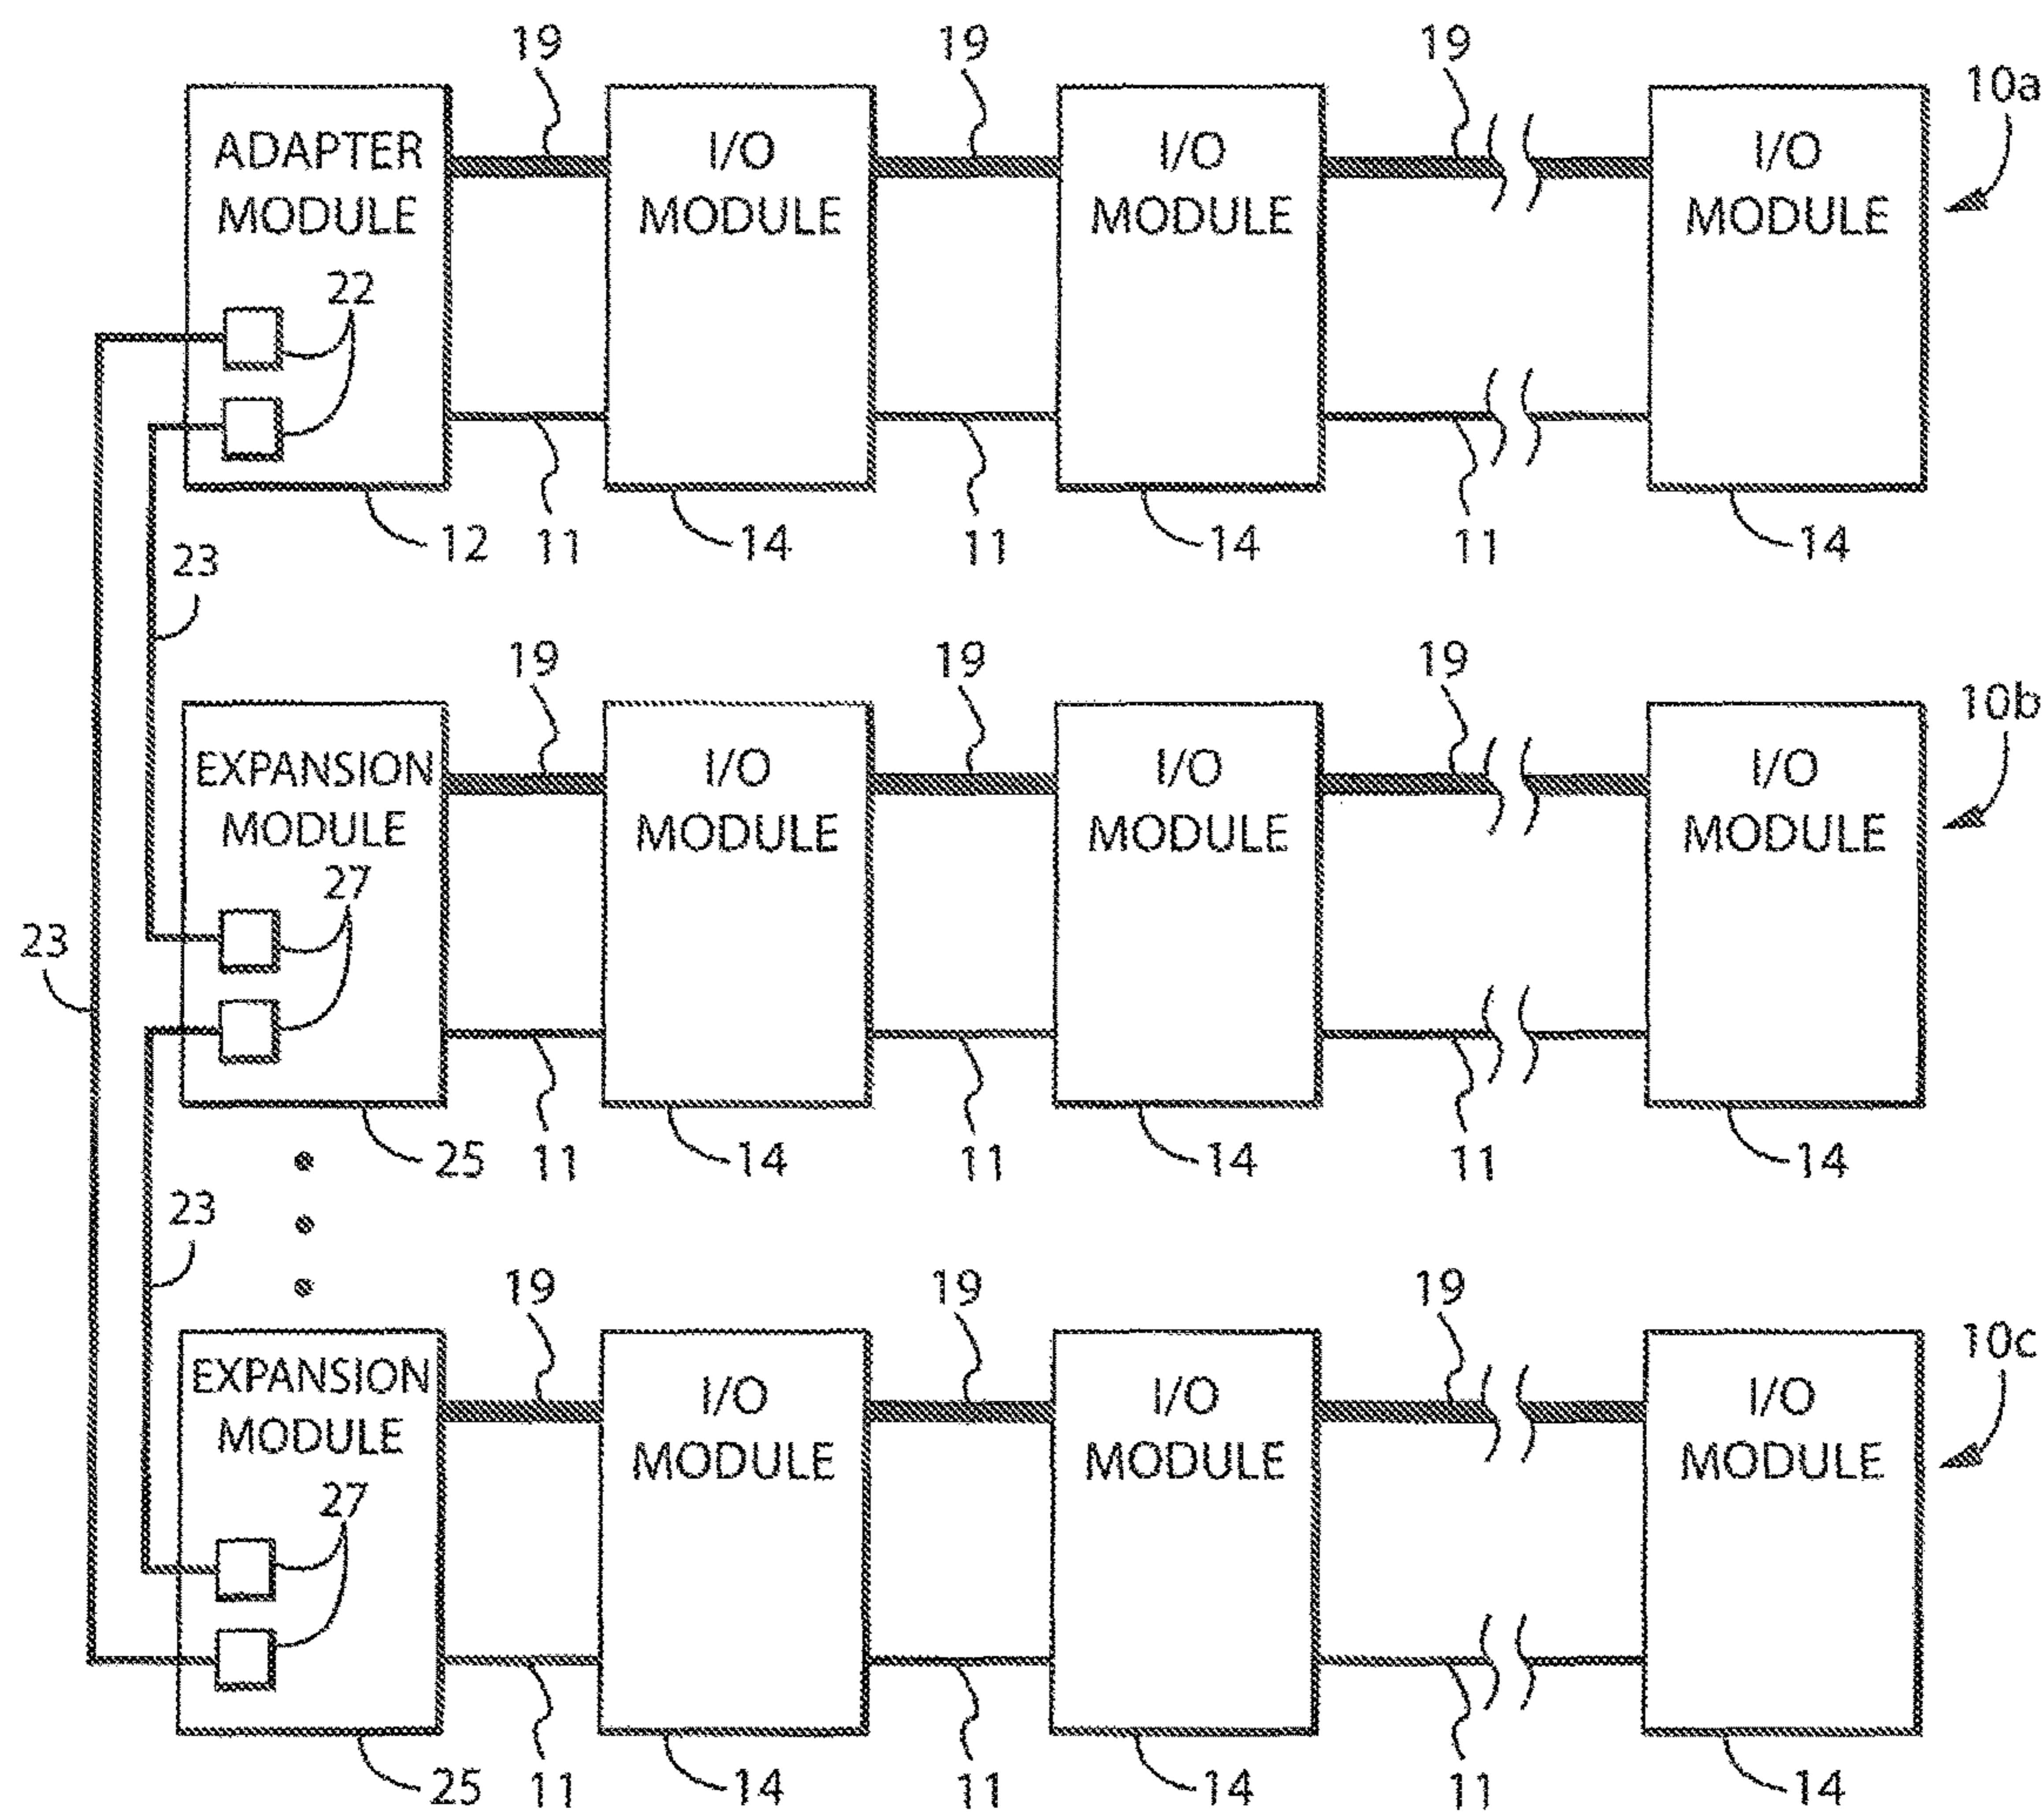 19 19 19
10a
ADAPTER MODULE
I/O MODULE
I/O MODULE
I/O MODULE
22
12 11 14 11 14 11 14
23
19 19 19
10b
EXPANSION MODULE
I/O MODULE
I/O MODULE
I/O MODULE
27
23
25 11 14 11 14 11 14
23
19 19 19
10c
EXPANSION MODULE
I/O MODULE
I/O MODULE
I/O MODULE
27
25 11 14 11 14 11 14